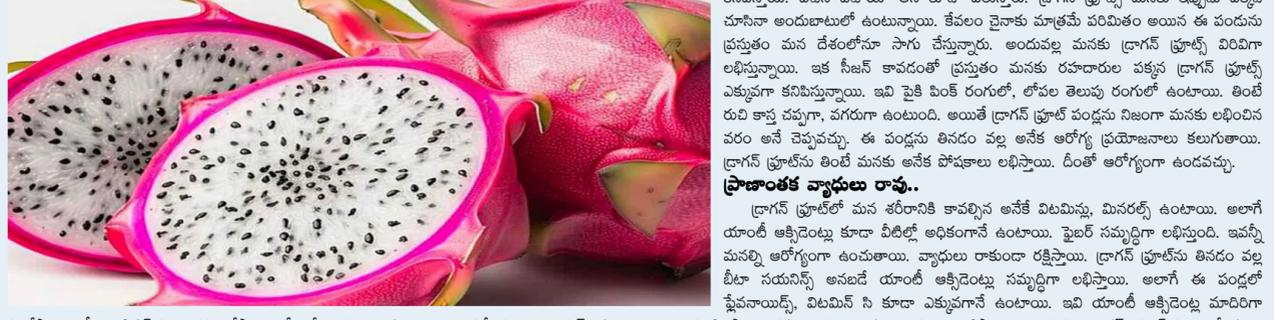 చూసినా అందుబాటులో ఉంటున్నాయి. కేవలం చైనాకు మాత్రమే పరిమితం అయిన ఈ పండును
ప్రస్తుతం మన దేశంలోనూ సాగు చేస్తున్నారు. అందువల్ల మనకు డ్రాగన్ ఫ్రూట్స్ విరివిగా
లభిస్తున్నాయి. ఇక సీజన్ కావడంతో ప్రస్తుతం మనకు రహదారుల పక్కన డ్రాగన్ ఫ్రూట్స్
ఎక్కువగా కనిపిస్తున్నాయి. ఇవి పైకి పింక్ రంగులో, లోపల తెలుపు రంగులో ఉంటాయి. తింటే
రుచి కాస్త చప్పగా, వగరుగా ఉంటుంది. అయితే డ్రాగన్ ఫ్రూట్ పండ్లను నిజంగా మనకు లభించిన
వరం అనే చెప్పవచ్చు. ఈ పండ్లను తినడం వల్ల అనేక ఆరోగ్య ప్రయోజనాలు కలుగుతాయి.
డ్రాగన్ ఫ్రూట్‌ను తింటే మనకు అనేక పోషకాలు లభిస్తాయి. దీంతో ఆరోగ్యంగా ఉండవచ్చు.
ప్రాణాంతక వ్యాధులు రావు..
డ్రాగన్ ఫ్రూట్‌లో మన శరీరానికి కావల్సిన అనేక విటమిన్లు, మినరల్స్ ఉంటాయి. అలాగే
యాంటీ ఆక్సిడెంట్లు కూడా వీటిల్లో అధికంగానే ఉంటాయి. ఫైబర్ సమృద్ధిగా లభిస్తుంది. ఇవన్నీ
మనల్ని ఆరోగ్యంగా ఉంచుతాయి. వ్యాధులు రాకుండా రక్షిస్తాయి. డ్రాగన్ ఫ్రూట్‌ను తినడం వల్ల
బీటా సయనిన్స్ అనబడే యాంటీ ఆక్సిడెంట్లు సమృద్ధిగా లభిస్తాయి. అలాగే ఈ పండ్లలో
ఫ్లేవనాయిడ్స్, విటమిన్ సి కూడా ఎక్కువగానే ఉంటాయి. ఇవి యాంటీ ఆక్సిడెంట్ల మాదిరిగా